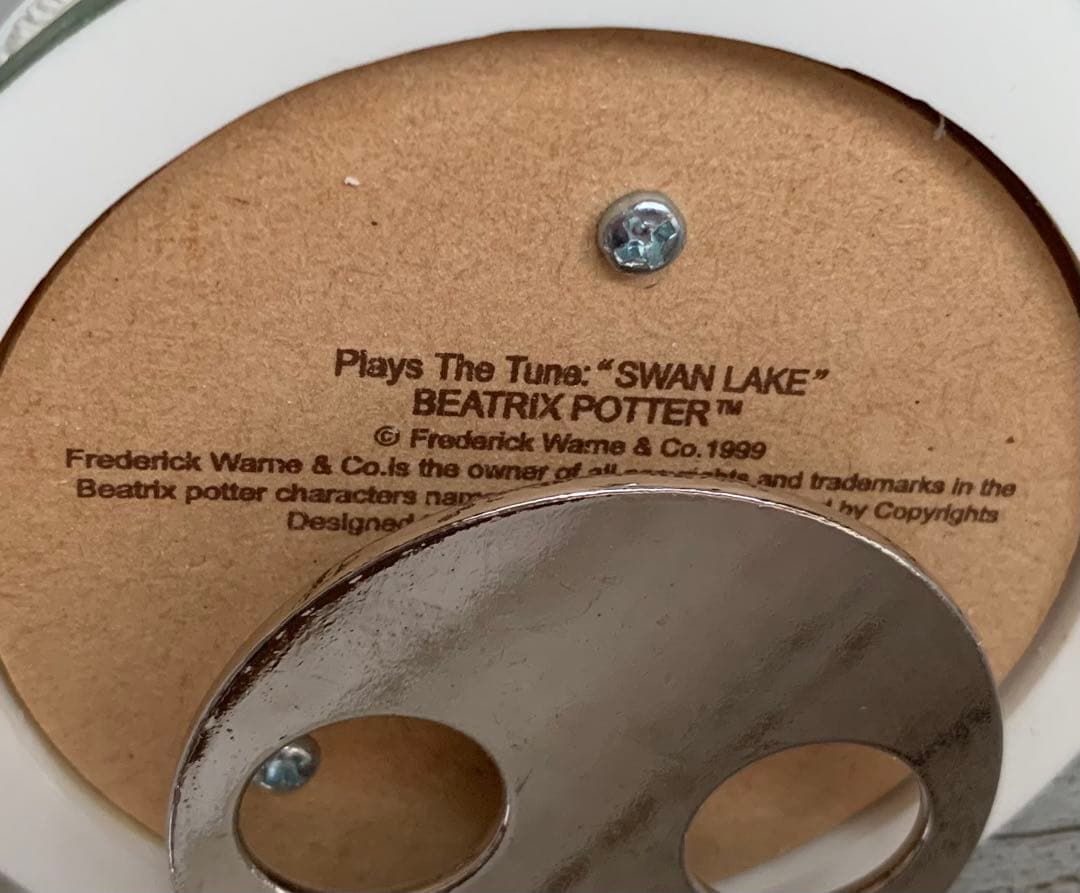 Plays The Tune: “SWAN LAKE”
BEATRIX POTTER™
© Frederick Warne & Co. 1999
Frederick Warne & Co.is the owner of all and trademarks in the
Beatrix potter characters by Copyrights
Designed